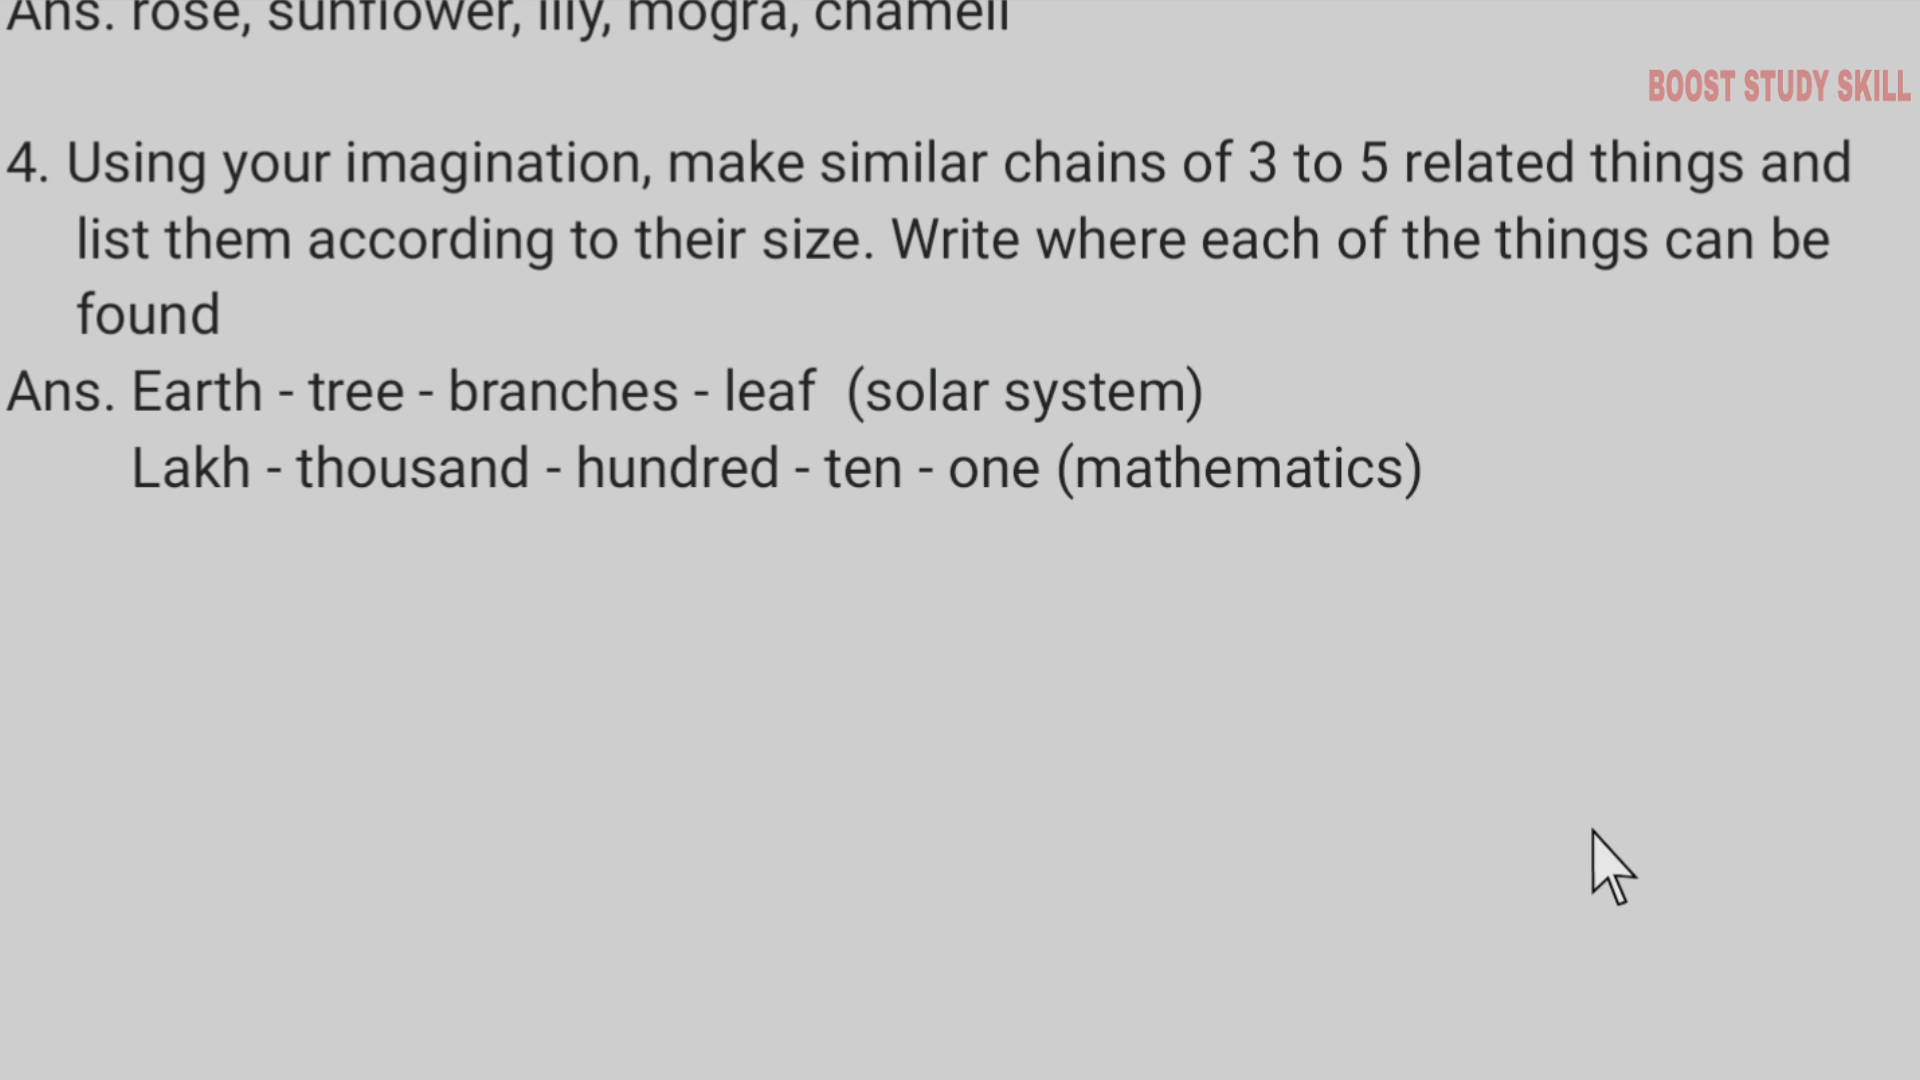 Ans. rose, sunflower, lily, mogra, chameli
BOOST STUDY SKILL
4. Using your imagination, make similar chains of 3 to 5 related things and
list them according to their size. Write where each of the things can be
found
Ans. Earth - tree - branches - leaf (solar system)
Lakh - thousand - hundred - ten - one (mathematics)